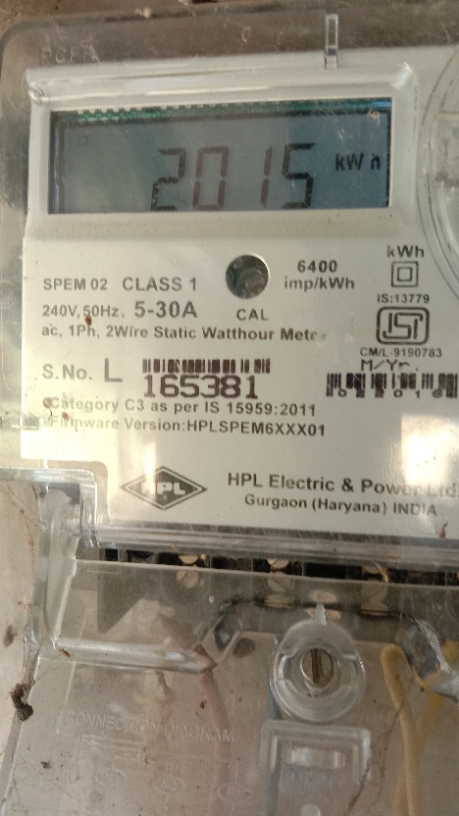 2015 kWh
kWh
6400
imp/kWh
SPEM 02 CLASS 1
IS:13779
240V, 50Hz. 5-30A
CAL
ISI
ac, 1Ph, 2Wire Static Watthour Mete
CM/L-9190783
M/Yr.
S.No. L 165381
Category C3 as per IS 15959:2011
Firmware Version:HPLSPEM6XXX01
HPL
HPL Electric & Power Ltd.
Gurgaon (Haryana) INDIA
CONNECTION DIAGRAM